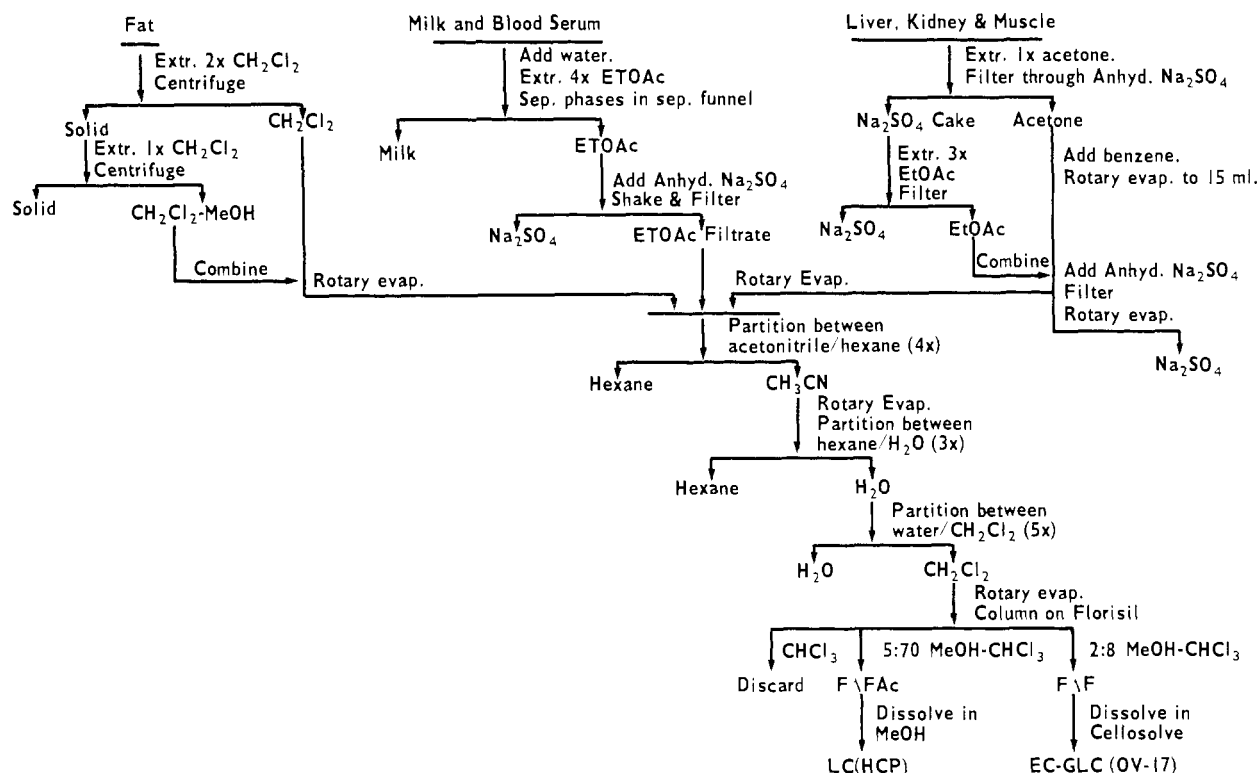 Fat
Extr. 2x CH₂Cl₂
Centrifuge
Solid
CH₂Cl₂
Extr. 1x CH₂Cl₂
Centrifuge
Solid
CH₂Cl₂-MeOH
Combine
Rotary evap.
Milk and Blood Serum
Add water.
Extr. 4x ETOAc
Sep. phases in sep. funnel
Milk
ETOAc
Add Anhyd. Na₂SO₄
Shake & Filter
Na₂SO₄
ETOAc Filtrate
Liver, Kidney & Muscle
Extr. 1x acetone.
Filter through Anhyd. Na₂SO₄
Na₂SO₄ Cake
Acetone
Extr. 3x
EtOAc
Filter
Add benzene.
Rotary evap. to 15 ml.
Na₂SO₄
EtOAc
Combine
Rotary Evap.
Add Anhyd. Na₂SO₄
Filter
Rotary evap.
Na₂SO₄
Partition between
acetonitrile/hexane (4x)
Hexane
CH₃CN
Rotary Evap.
Partition between
hexane/H₂O (3x)
Hexane
H₂O
Partition between
water/CH₂Cl₂ (5x)
H₂O
CH₂Cl₂
Rotary evap.
Column on Florisil
CHCl₃
5:70 MeOH-CHCl₃
2:8 MeOH-CHCl₃
Discard
F\FAc
F\F
Dissolve in
MeOH
Dissolve in
Cellosolve
LC(HCP)
EC-GLC (OV-17)